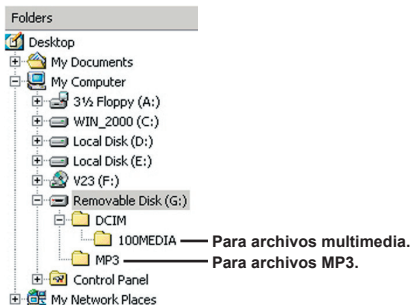 Folders
Desktop
My Documents
My Computer
3½ Floppy (A:)
WIN_2000 (C:)
Local Disk (D:)
Local Disk (E:)
V23 (F:)
Removable Disk (G:)
DCIM
100MEDIA Para archivos multimedia.
MP3 Para archivos MP3.
Control Panel
My Network Places